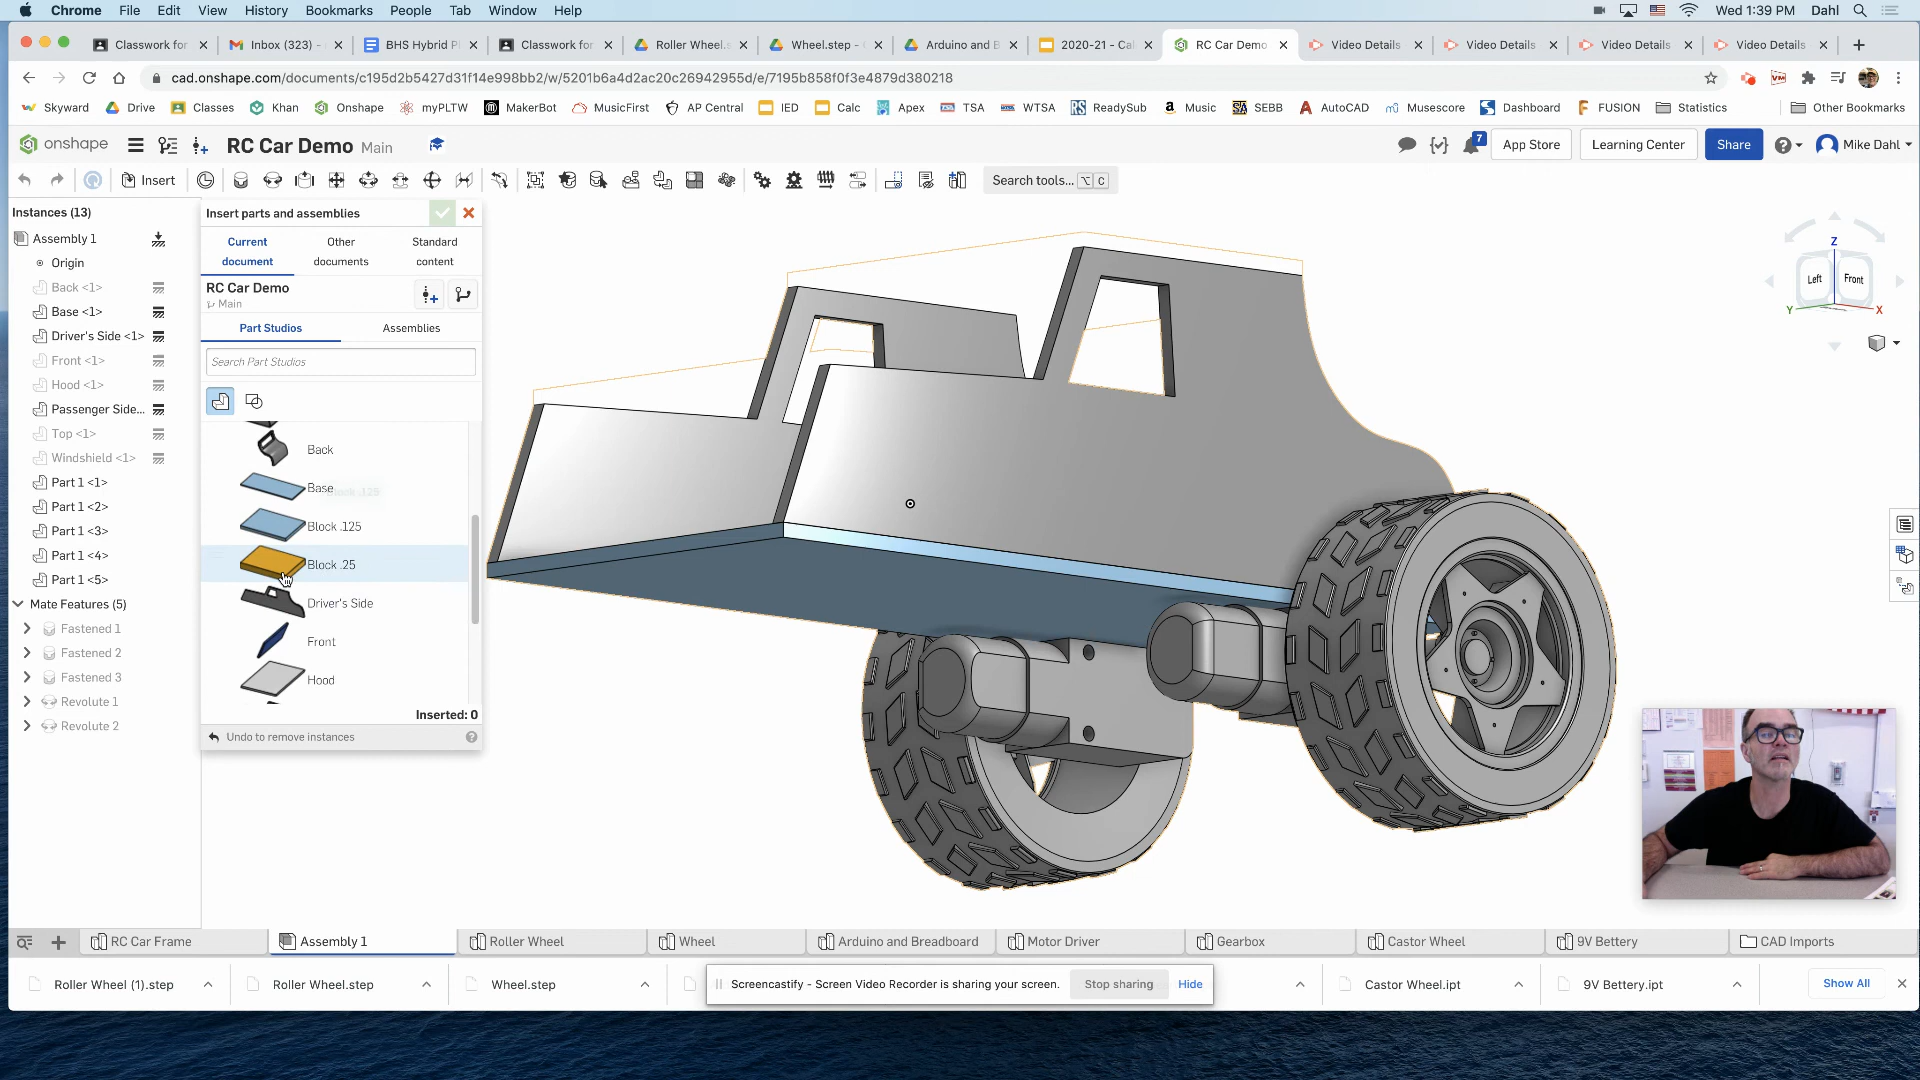 Chrome File Edit View History Bookmarks People Tab Window Help Wed 1:39 PM Dahl
Classwork for Inbox (323) - BHS Hybrid P Classwork for Roller Wheel.s Wheel.step - Arduino and B 2020-21 - Ca RC Car Demo Video Details Video Details Video Details Video Details
cad.onshape.com/documents/c195d2b5427d31f14e998bb2/w/5201b6a4d2ac20c26942955d/e/7195b858f0f3e4879d380218
Skyward Drive Classes Khan Onshape myPLTW MakerBot MusicFirst AP Central IED Calc Apex TSA WTSA ReadySub Music SEBB AutoCAD Musescore Dashboard FUSION Statistics Other Bookmarks
onshape RC Car Demo Main 7 App Store Learning Center Share Mike Dahl
Insert Search tools... ⌥ C
Instances (13)
Assembly 1
Origin
Back <1>
Base <1>
Driver's Side <1>
Front <1>
Hood <1>
Passenger Side...
Top <1>
Windshield <1>
Part 1 <1>
Part 1 <2>
Part 1 <3>
Part 1 <4>
Part 1 <5>
Mate Features (5)
Fastened 1
Fastened 2
Fastened 3
Revolute 1
Revolute 2
Insert parts and assemblies
Current document
Other documents
Standard content
RC Car Demo
Main
Part Studios Assemblies
Search Part Studios
Back
Base
Block .125
Block .25
Driver's Side
Front
Hood
Inserted: 0
Undo to remove instances
Z
Left Front
Y X
RC Car Frame Assembly 1 Roller Wheel Wheel Arduino and Breadboard Motor Driver Gearbox Castor Wheel 9V Bettery CAD Imports
Roller Wheel (1).step Roller Wheel.step Wheel.step Screencastify - Screen Video Recorder is sharing your screen. Stop sharing Hide Castor Wheel.ipt 9V Bettery.ipt Show All